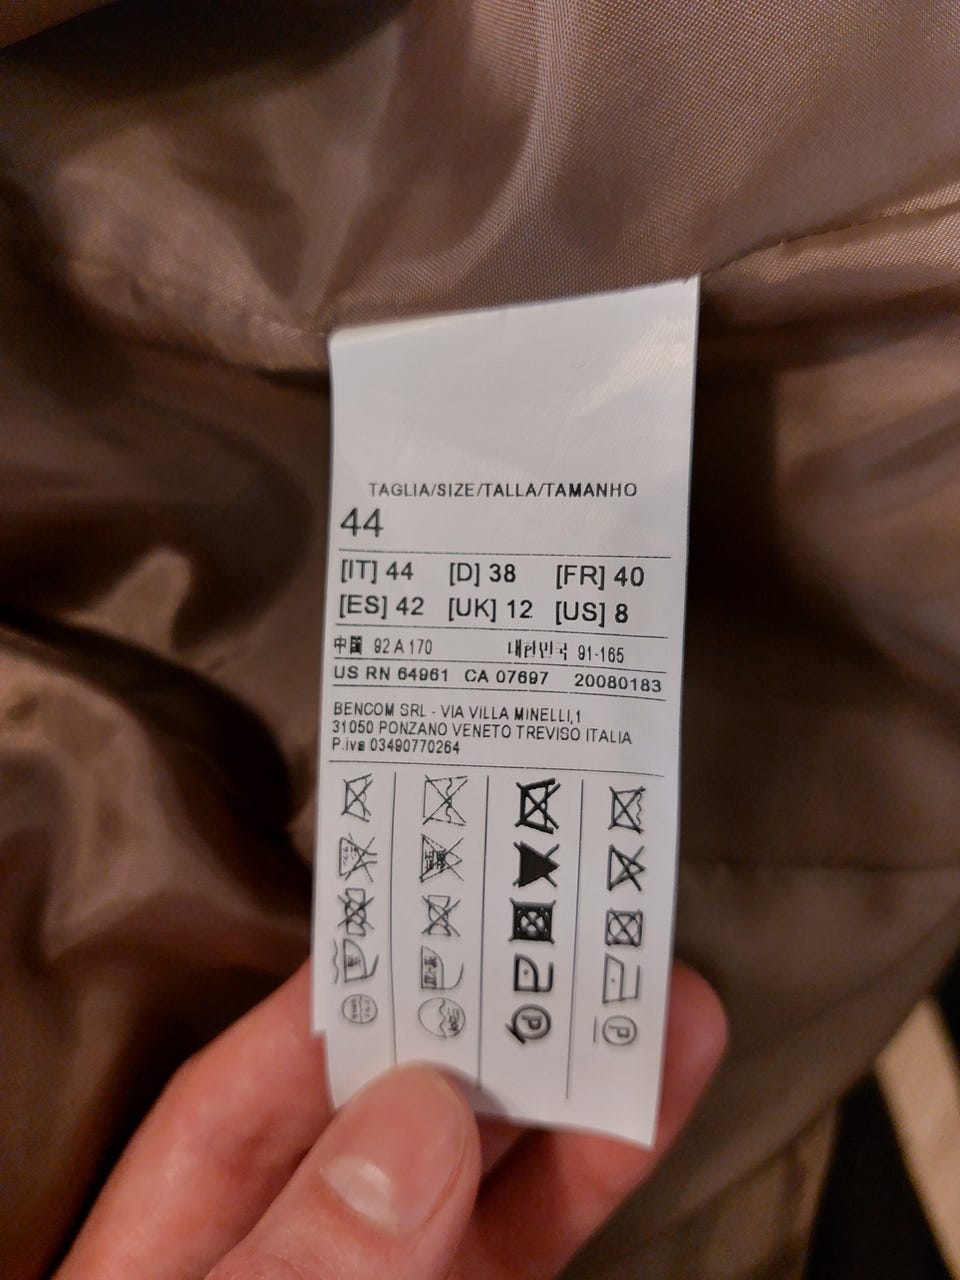 TAGLIA/SIZE/TALLA/TAMANHO
44
[IT] 44 [D] 38 [FR] 40
[ES] 42 [UK] 12 [US] 8
中国 92 A 170 대한민국 91-165
US RN 64961 CA 07697 20080183
BENCOM SRL - VIA VILLA MINELLI,1
31050 PONZANO VENETO TREVISO ITALIA
P.iva 03490770264
P P